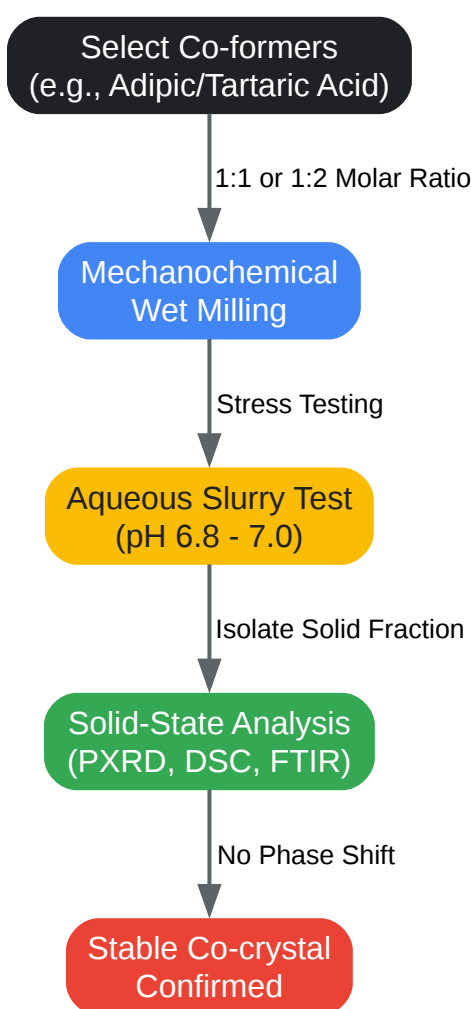 Select Co-formers
(e.g., Adipic/Tartaric Acid)
1:1 or 1:2 Molar Ratio
Mechanochemical
Wet Milling
Stress Testing
Aqueous Slurry Test
(pH 6.8 - 7.0)
Isolate Solid Fraction
Solid-State Analysis
(PXRD, DSC, FTIR)
No Phase Shift
Stable Co-crystal
Confirmed